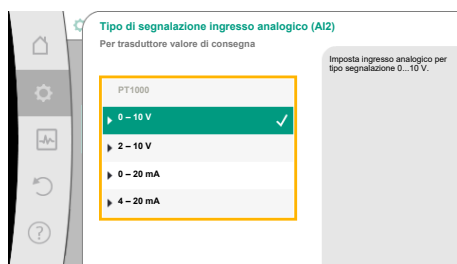 Tipo di segnalazione ingresso analogico (AI2)
Per trasduttore valore di consegna
Imposta ingresso analogico per
tipo segnalazione 0...10 V.
PT1000
0 – 10 V
2 – 10 V
0 – 20 mA
4 – 20 mA
?